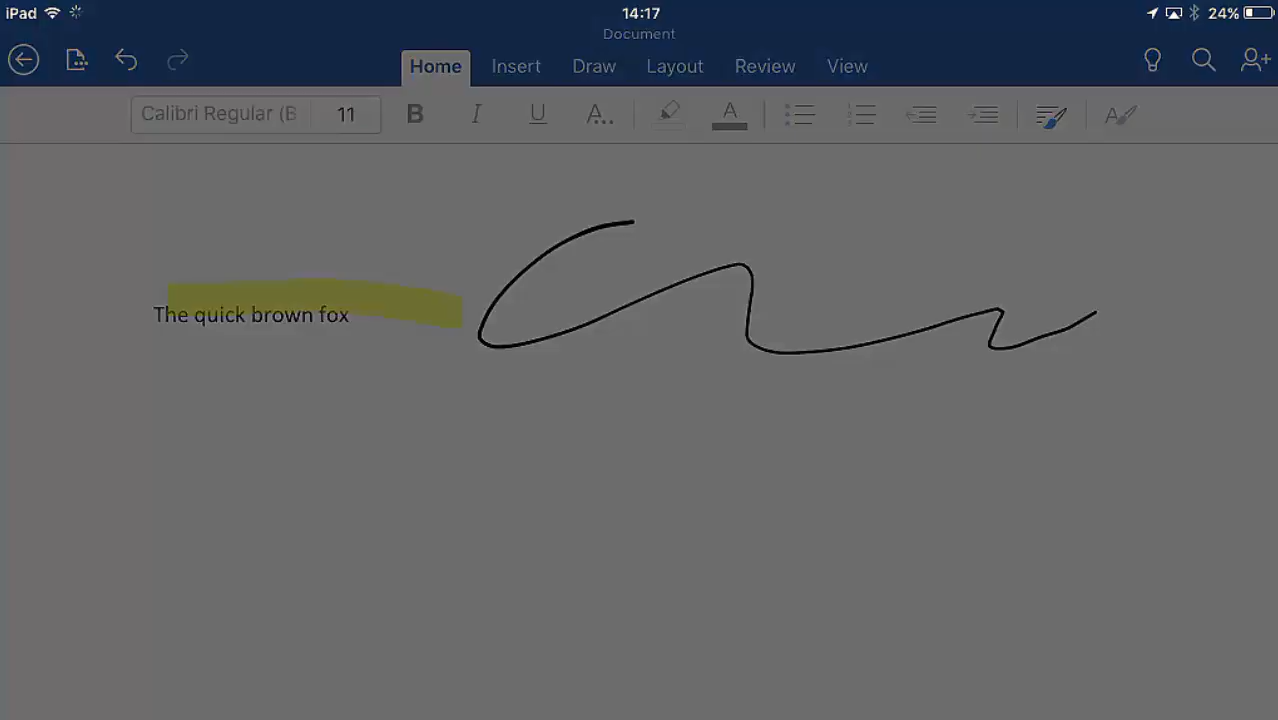 iPad 14:17 24%
Document
Home Insert Draw Layout Review View
Calibri Regular (B 11 B I U A.. A A
The quick brown fox